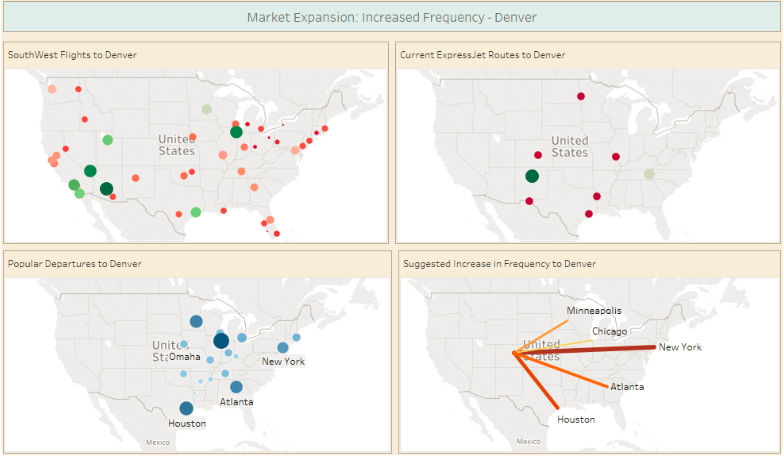 Market Expansion: Increased Frequency - Denver
SouthWest Flights to Denver
Current ExpressJet Routes to Denver
United
States
United
States
Popular Departures to Denver
Suggested Increase in Frequency to Denver
Omaha
New York
Atlanta
Houston
Mexico
Minneapolis
Chicago
United
States
New York
Atlanta
Houston
Mexico